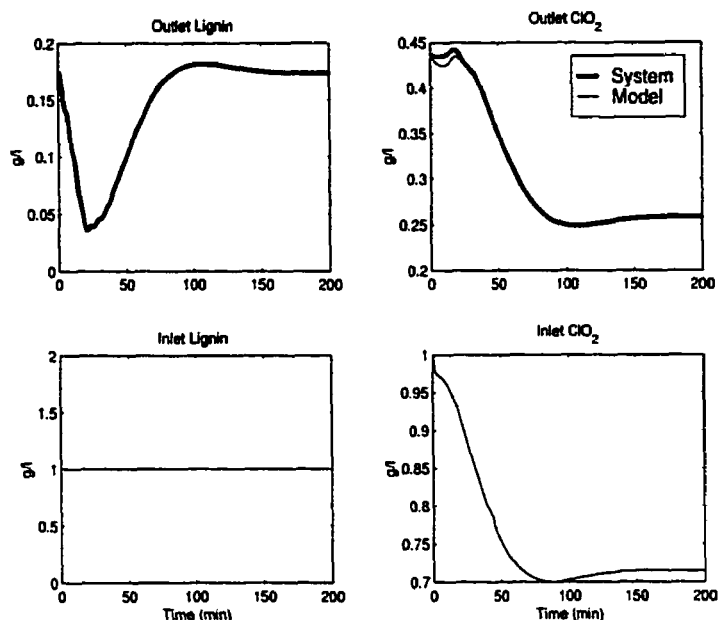 Outlet Lignin
0.2
0.15
0.1
0.05
0
g/l
0 50 100 150 200
Outlet ClO2
0.45
0.4
0.35
0.3
0.25
0.2
g/l
System
Model
0 50 100 150 200
Inlet Lignin
2
1.5
1
0.5
0
g/l
0 50 100 150 200
Time (min)
Inlet ClO2
1
0.95
0.9
0.85
0.8
0.75
0.7
g/l
0 50 100 150 200
Time (min)